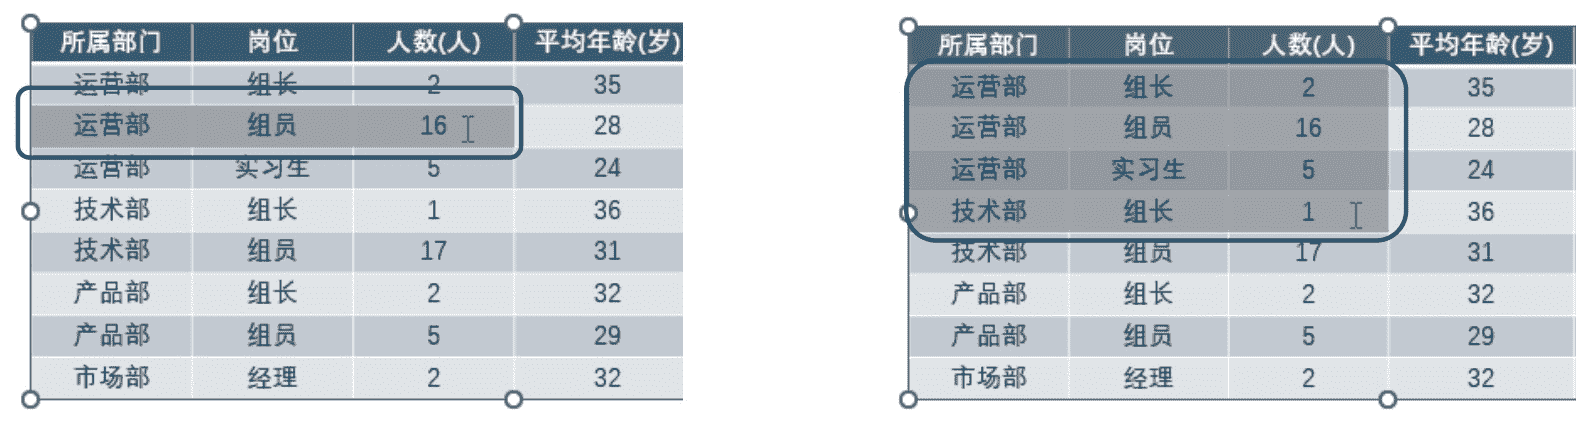 所属部门 岗位 人数(人) 平均年龄(岁)
运营部 组长 2 35
运营部 组员 16 28
运营部 实习生 5 24
技术部 组长 1 36
技术部 组员 17 31
产品部 组长 2 32
产品部 组员 5 29
市场部 经理 2 32
所属部门 岗位 人数(人) 平均年龄(岁)
运营部 组长 2 35
运营部 组员 16 28
运营部 实习生 5 24
技术部 组长 1 36
技术部 组员 17 31
产品部 组长 2 32
产品部 组员 5 29
市场部 经理 2 32